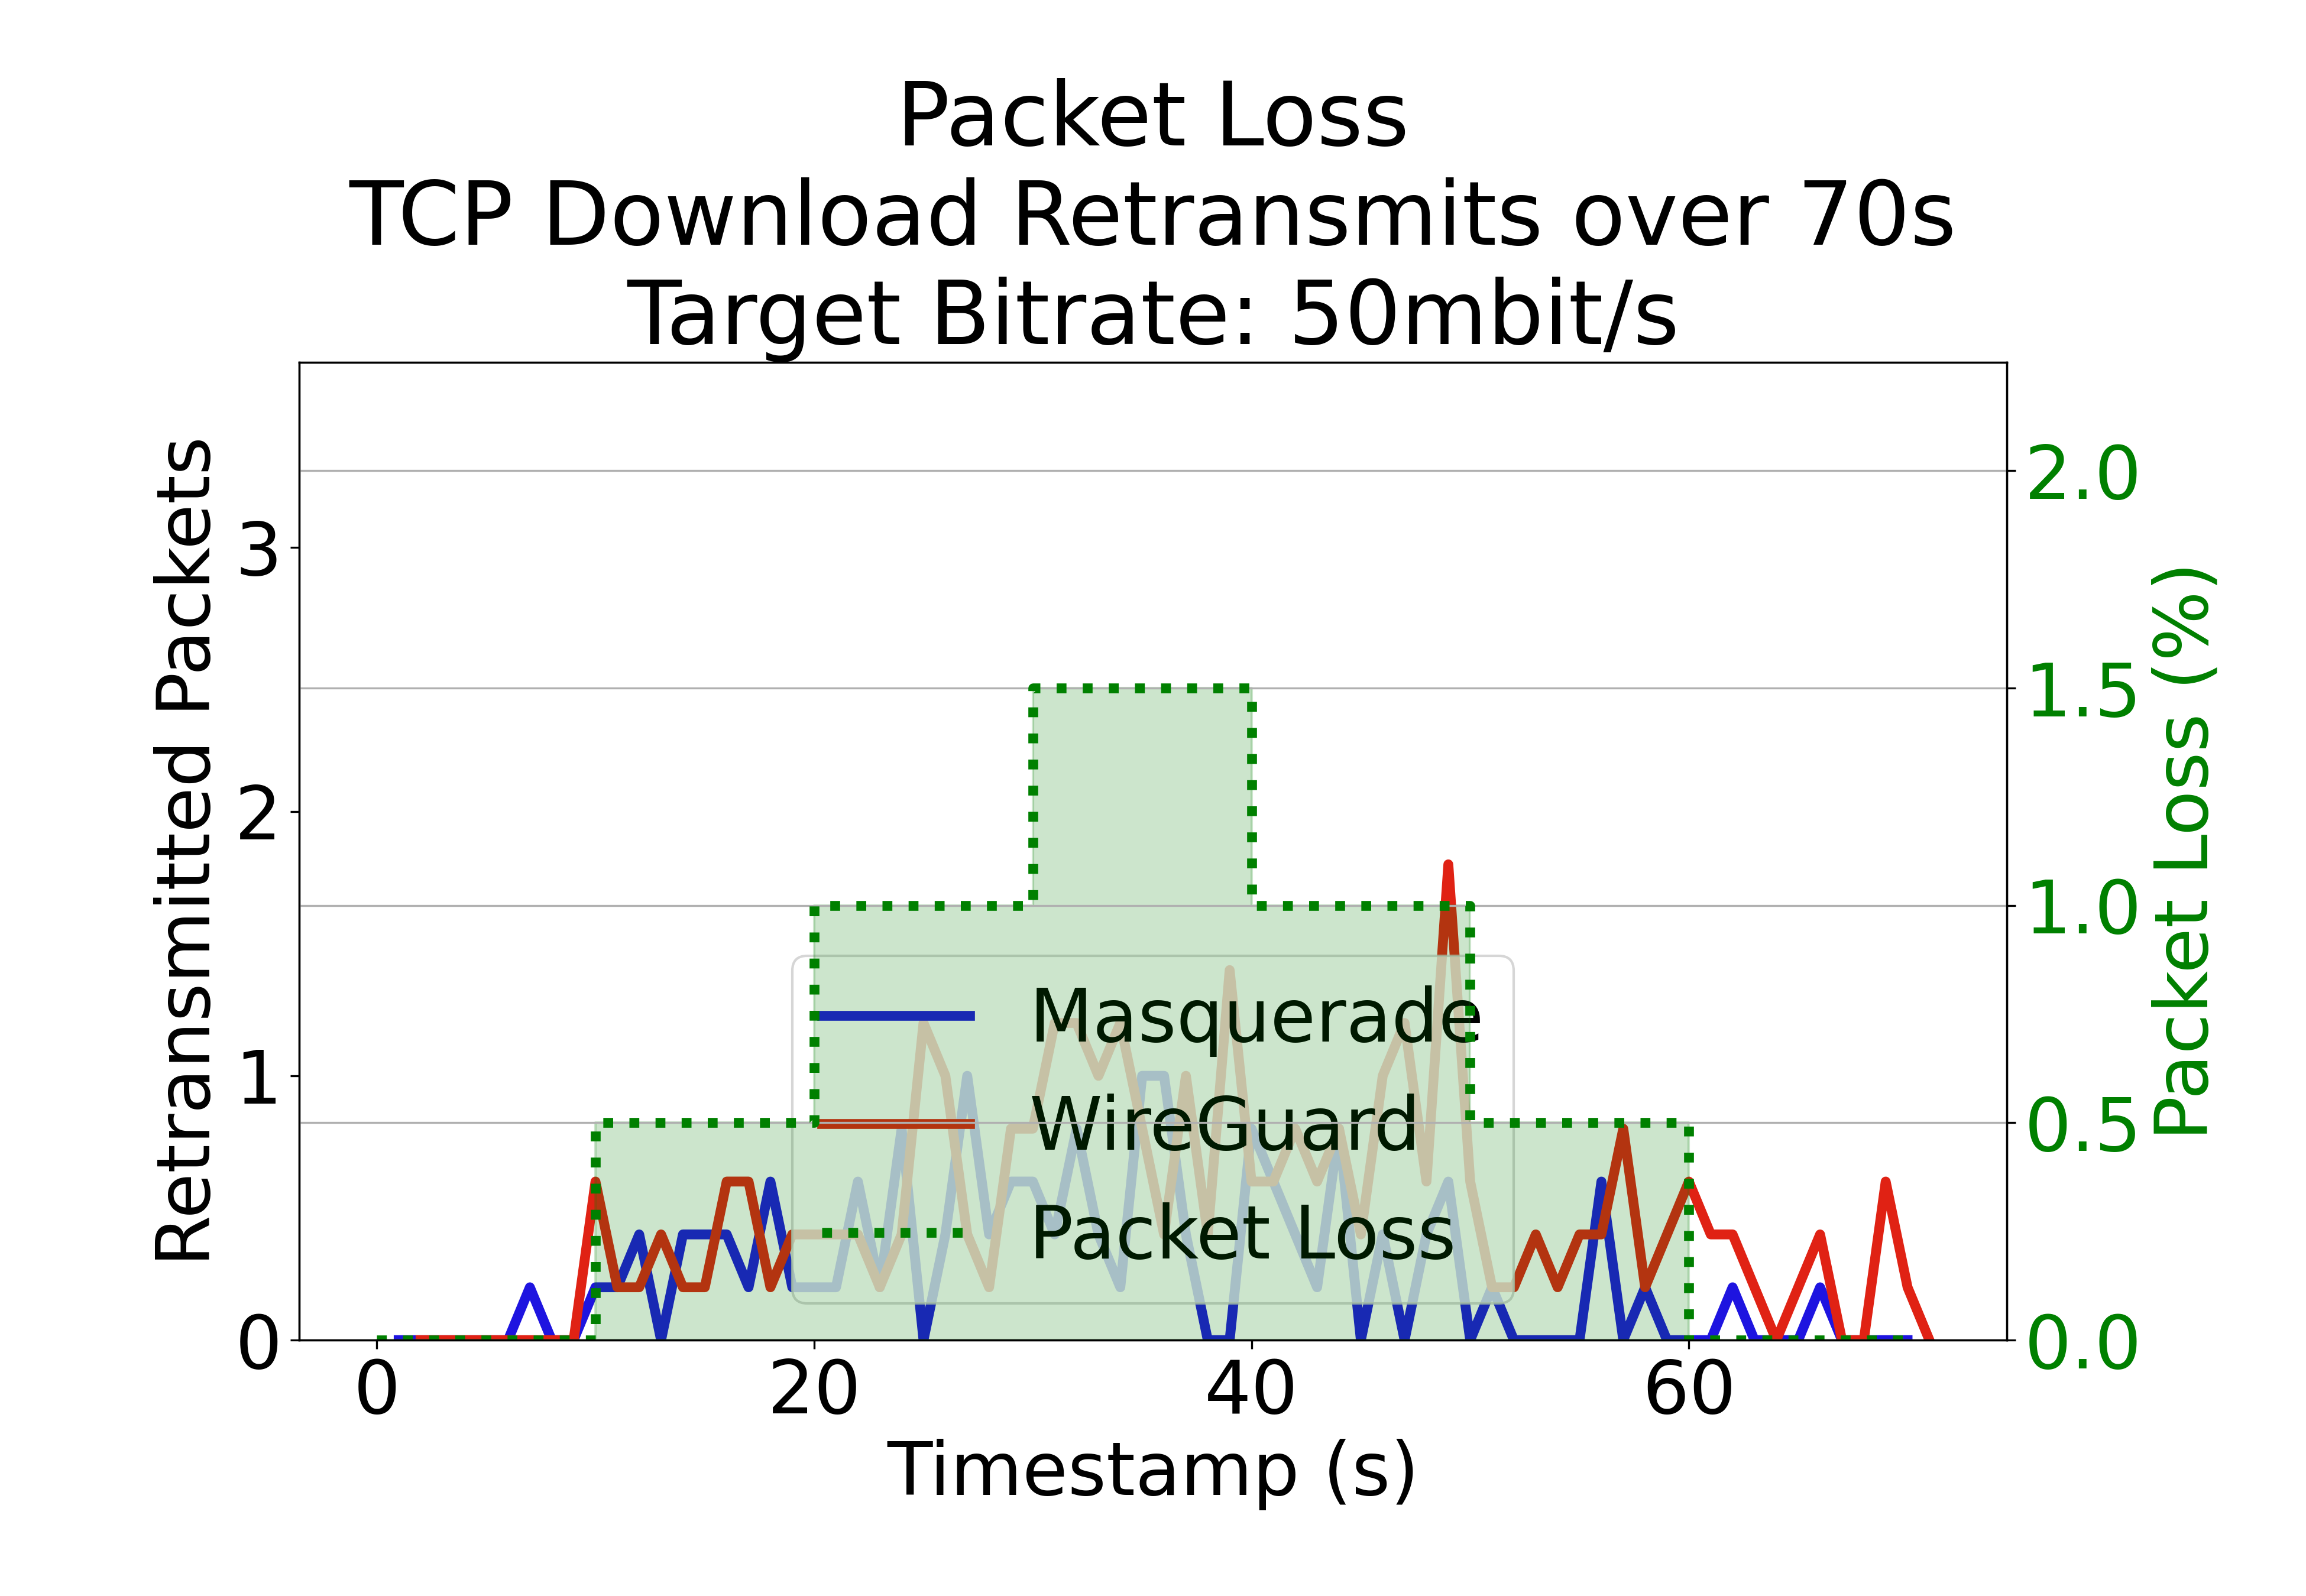 Packet Loss
TCP Download Retransmits over 70s
Target Bitrate: 50mbit/s
Retransmitted Packets
3
2
1
0
2.0
1.5
1.0
0.5
0.0
Packet Loss (%)
Masquerade
WireGuard
Packet Loss
0 20 40 60
Timestamp (s)